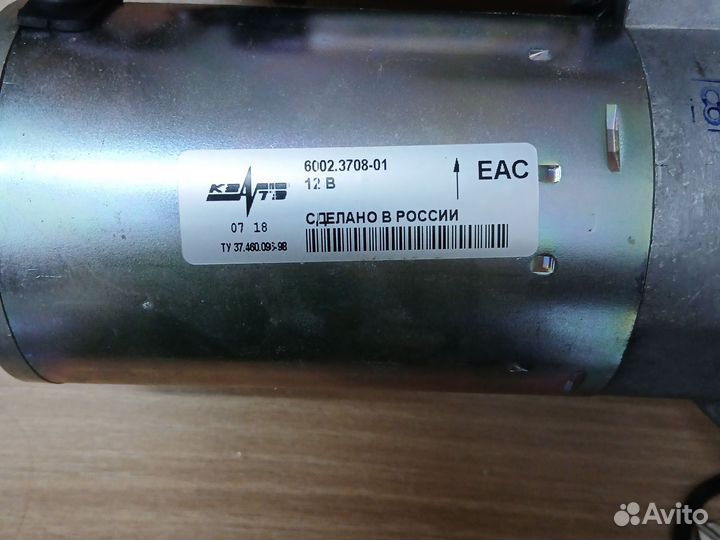 6002.3708-01
12 В
EAC
КЗАТЭ
07 18
СДЕЛАНО В РОССИИ
ТУ 37.460.096-98
Avito